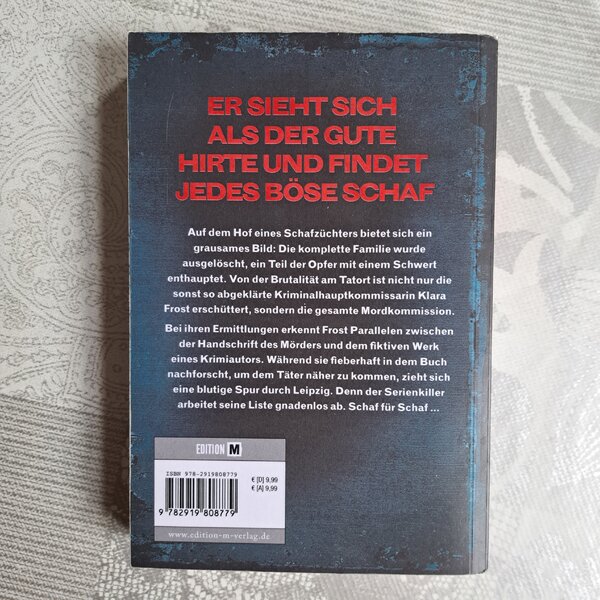 ER SIEHT SICH
ALS DER GUTE
HIRTE UND FINDET
JEDES BÖSE SCHAF
Auf dem Hof eines Schafzüchters bietet sich ein
grausames Bild: Die komplette Familie wurde
ausgelöscht, ein Teil der Opfer mit einem Schwert
enthauptet. Von der Brutalität am Tatort ist nicht nur die
sonst so abgeklärte Kriminalhauptkommissarin Klara
Frost erschüttert, sondern die gesamte Mordkommission.
Bei ihren Ermittlungen erkennt Frost Parallelen zwischen
der Handschrift des Mörders und dem fiktiven Werk
eines Krimiautors. Während sie fieberhaft in dem Buch
nachforscht, um dem Täter näher zu kommen, zieht sich
eine blutige Spur durch Leipzig. Denn der Serienkiller
arbeitet seine Liste gnadenlos ab. Schaf für Schaf ...
EDITION M
ISBN 978-2919808779
€ [D] 9,99
€ [A] 9,99
9 782919 808779
www.edition-m-verlag.de